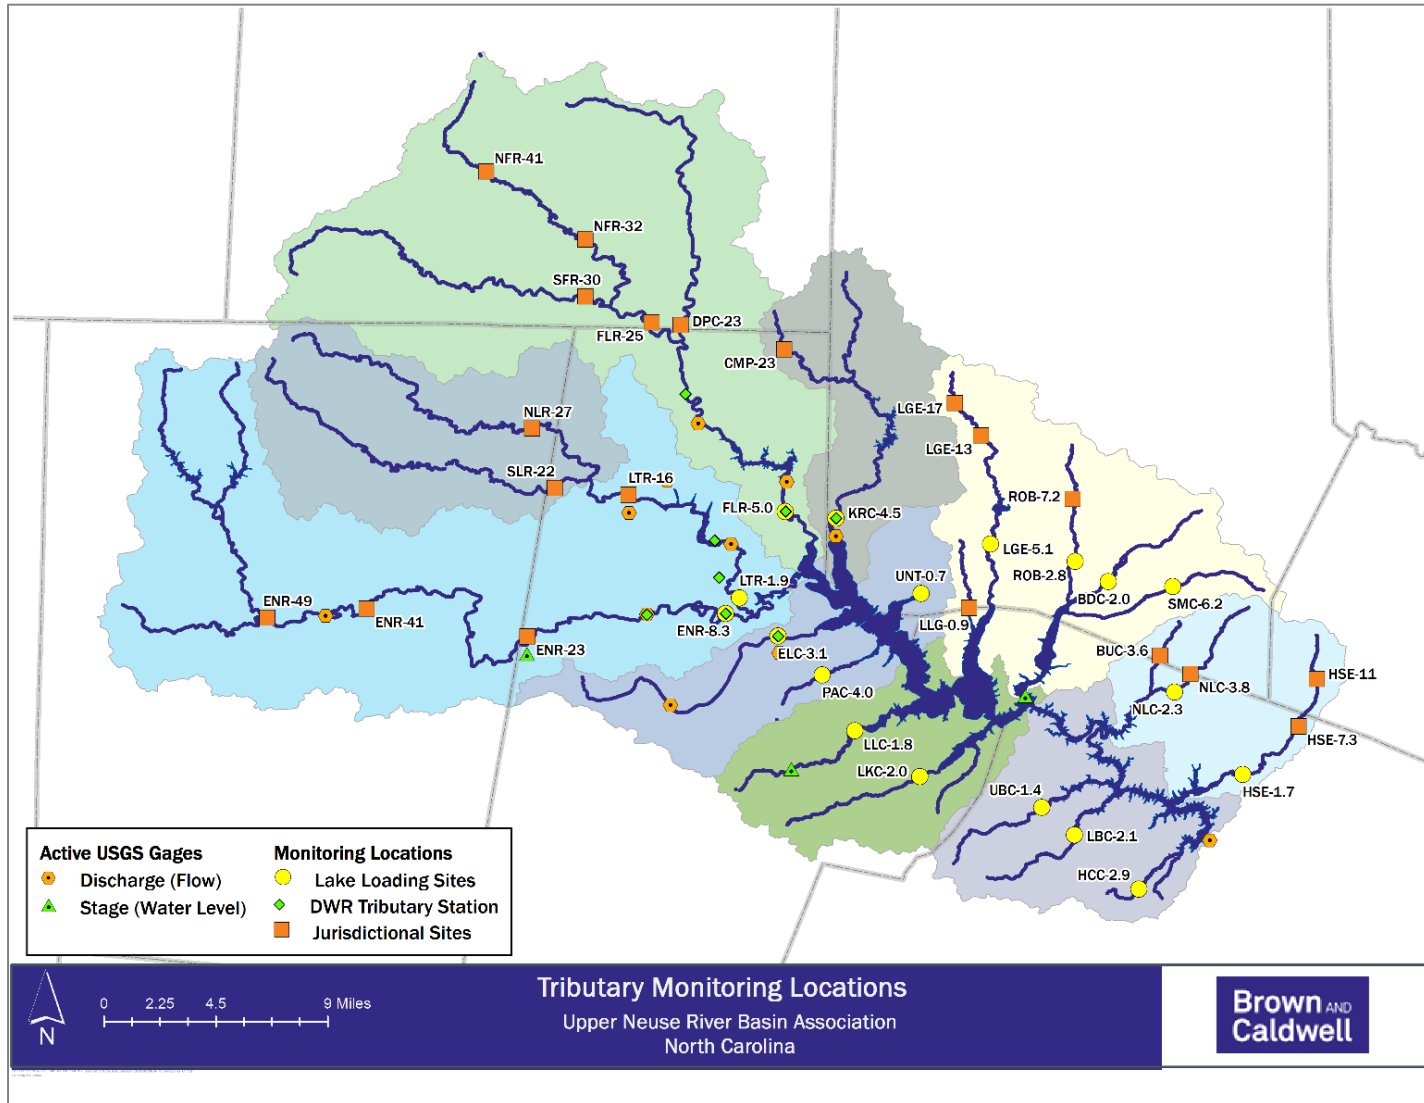 NFR-41
NFR-32
SFR-30
FLR-25
DPC-23
CMP-23
NLR-27
LGE-17
LGE-13
SLR-22
LTR-16
ROB-7.2
FLR-5.0
KRC-4.5
LGE-5.1
ROB-2.8
UNT-0.7
LTR-1.9
BDC-2.0
SMC-6.2
ENR-49
ENR-41
ENR-8.3
LLG-0.9
ENR-23
ELC-3.1
BUC-3.6
NLC-3.8
HSE-11
PAC-4.0
NLC-2.3
HSE-7.3
LLC-1.8
LKC-2.0
UBC-1.4
HSE-1.7
LBC-2.1
HCC-2.9
Active USGS Gages
Discharge (Flow)
Stage (Water Level)
Monitoring Locations
Lake Loading Sites
DWR Tributary Station
Jurisdictional Sites
N
0 2.25 4.5 9 Miles
Tributary Monitoring Locations
Upper Neuse River Basin Association
North Carolina
Brown AND
Caldwell